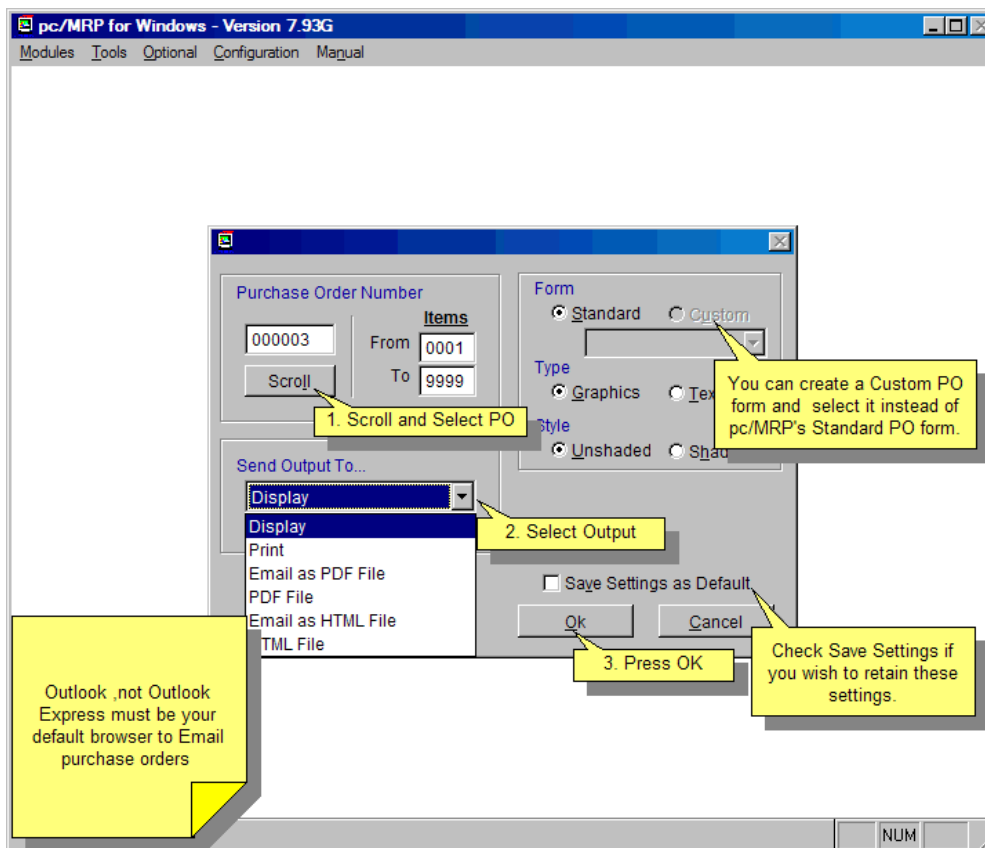 pc/MRP for Windows - Version 7.93G
Modules Tools Optional Configuration Manual
Purchase Order Number
Items
000003
From 0001
Scroll
To 9999
1. Scroll and Select PO
Form
Standard Custom
Type
Graphics Tex
Style
Unshaded Shad
You can create a Custom PO
form and select it instead of
pc/MRP's Standard PO form.
Send Output To...
Display
Display
Print
Email as PDF File
PDF File
Email as HTML File
TML File
2. Select Output
Save Settings as Default
Ok Cancel
3. Press OK
Check Save Settings if
you wish to retain these
settings.
Outlook ,not Outlook
Express must be your
default browser to Email
purchase orders
NUM